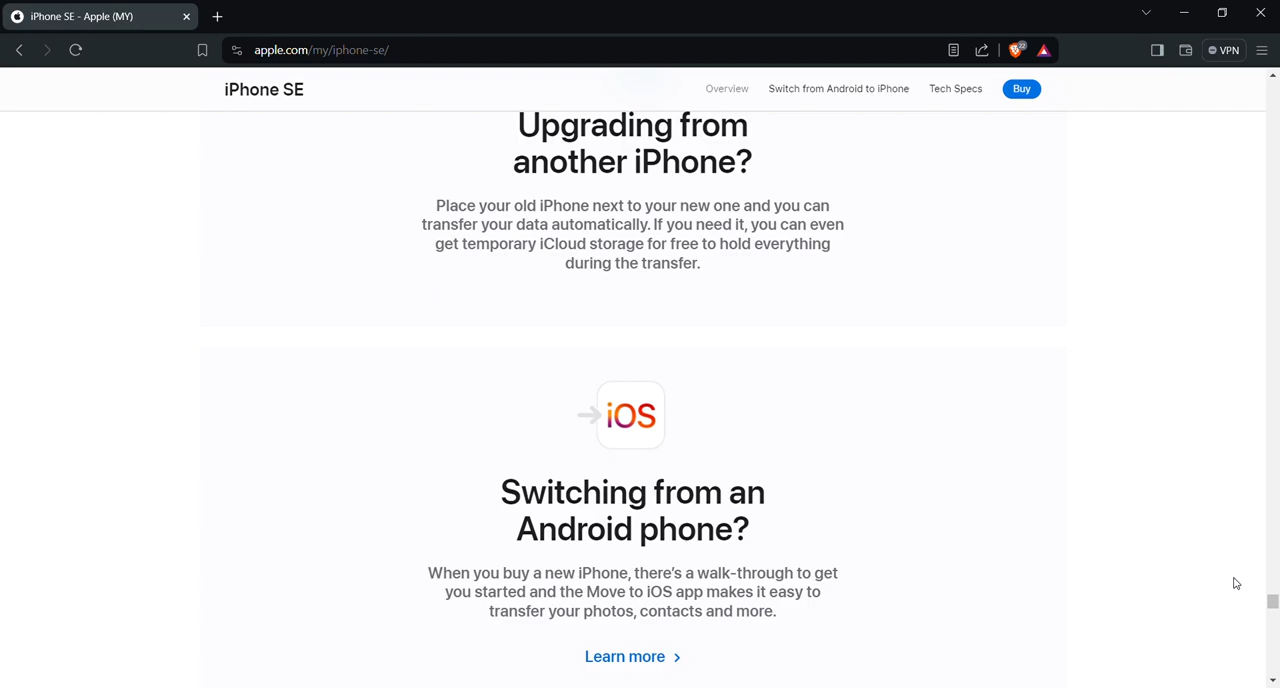 iPhone SE - Apple (MY)
apple.com/my/iphone-se/
22
VPN
iPhone SE
Overview
Switch from Android to iPhone
Tech Specs
Buy
Upgrading from
another iPhone?
Place your old iPhone next to your new one and you can
transfer your data automatically. If you need it, you can even
get temporary iCloud storage for free to hold everything
during the transfer.
iOS
Switching from an
Android phone?
When you buy a new iPhone, there's a walk-through to get
you started and the Move to iOS app makes it easy to
transfer your photos, contacts and more.
Learn more